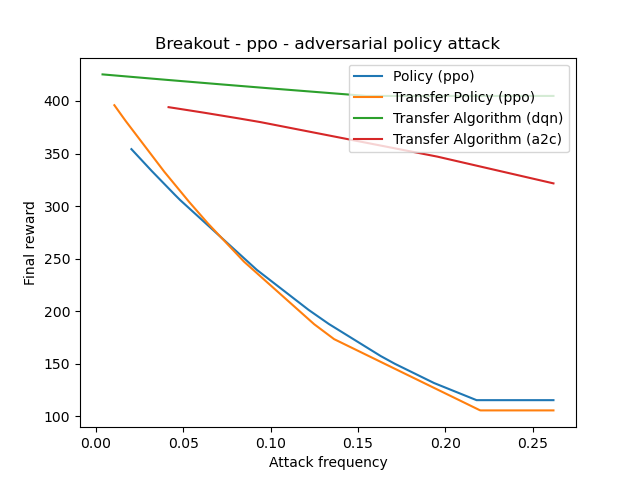 Breakout - ppo - adversarial policy attack
Policy (ppo)
Transfer Policy (ppo)
Transfer Algorithm (dqn)
Transfer Algorithm (a2c)
Final reward
400
350
300
250
200
150
100
0.00 0.05 0.10 0.15 0.20 0.25
Attack frequency